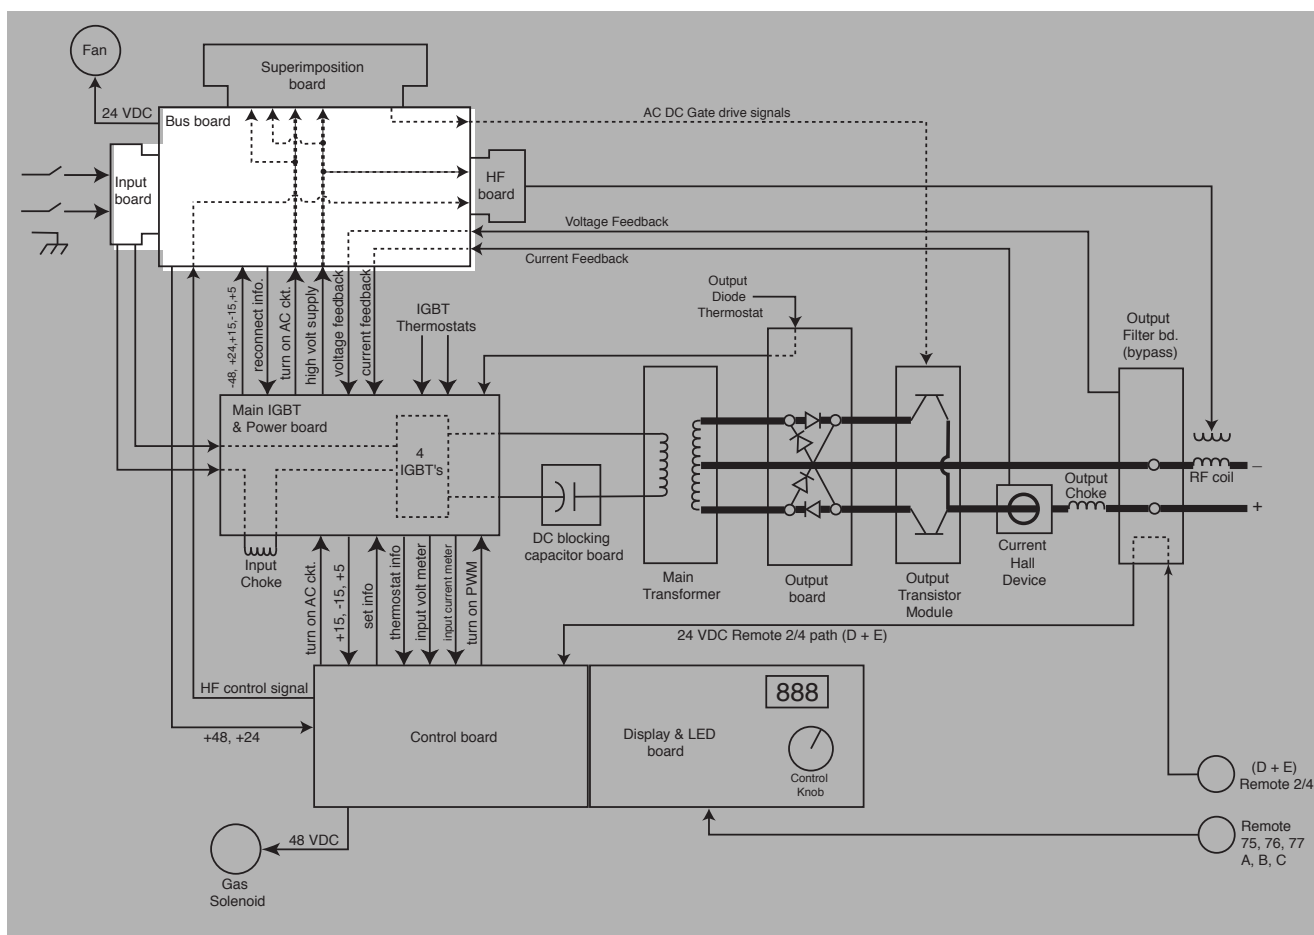 Fan
Superimposition
board
24 VDC
Bus board
AC DC Gate drive signals
Input
board
HF
board
Voltage Feedback
Current Feedback
-48, +24,+15,-15,+5
reconnect info.
turn on AC ckt.
high volt supply
voltage feedback
current feedback
IGBT
Thermostats
Output
Diode
Thermostat
Output
Filter bd.
(bypass)
Main IGBT
& Power board
4
IGBT's
RF coil
–
Output
Choke
+
DC blocking
capacitor board
Input
Choke
Current
Hall
Device
Main
Transformer
Output
board
Output
Transistor
Module
turn on AC ckt.
+15, -15, +5
set info
thermostat info
input volt meter
input current meter
turn on PWM
24 VDC Remote 2/4 path (D + E)
HF control signal
888
+48, +24
Control board
Display & LED
board
Control
Knob
(D + E)
Remote 2/4
48 VDC
Remote
75, 76, 77
A, B, C
Gas
Solenoid